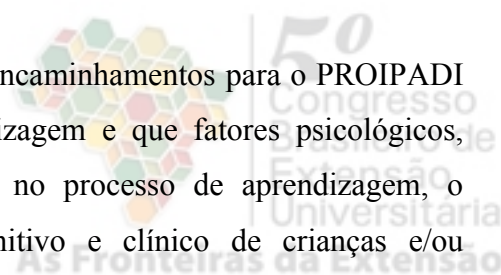 5º
Congresso
Brasileiro de
Extensão
Universitária
As Fronteiras da Extensão
ncaminhamentos para o PROIPADI
izagem e que fatores psicológicos,
no processo de aprendizagem, o
nitivo e clínico de crianças e/ou